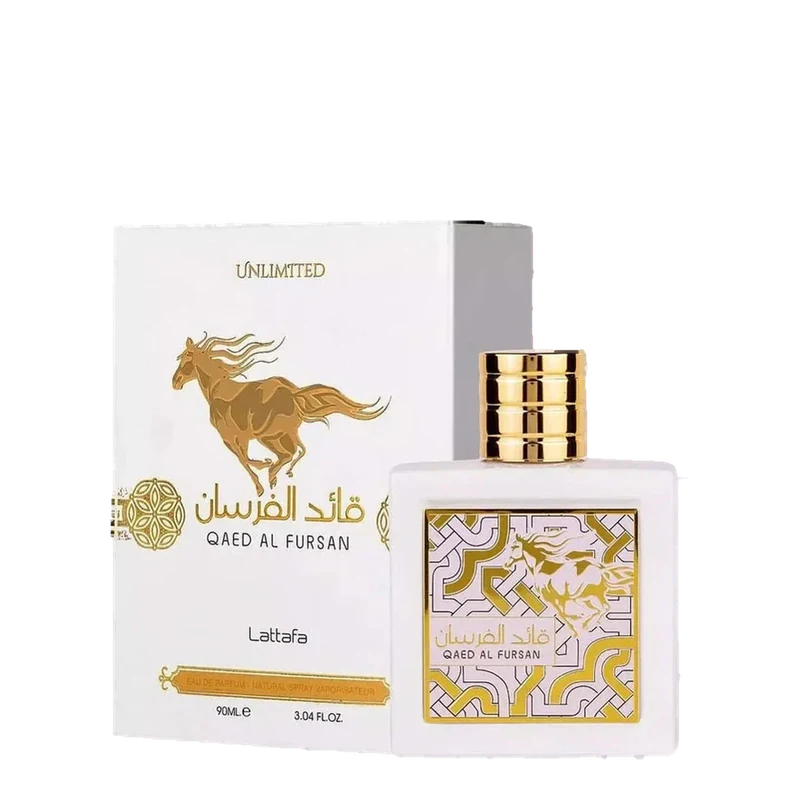 UNLIMITED
قائد الفرسان
QAED AL FURSAN
Lattafa
EAU DE PARFUM - NATURAL SPRAY VAPORISATEUR
90ML.e
3.04 FL.OZ.
قائد الفرسان
QAED AL FURSAN